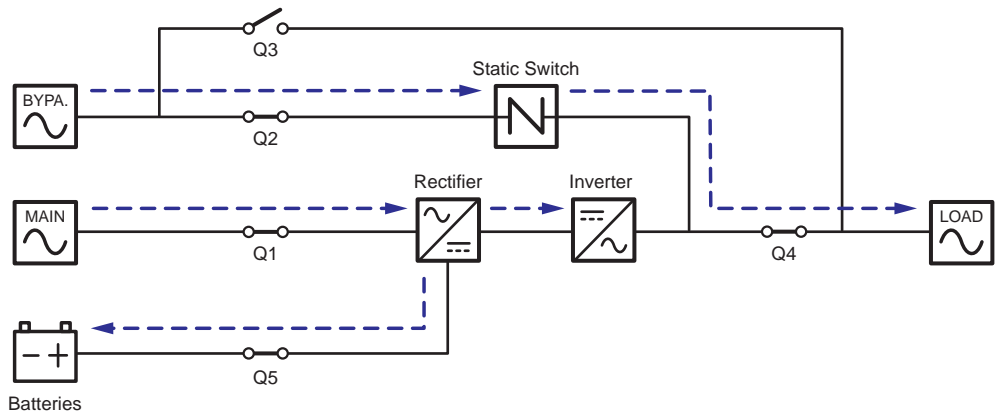 Q3
Static Switch
BYPA.
Q2
Rectifier
Inverter
MAIN
LOAD
Q1
Q4
Q5
Batteries